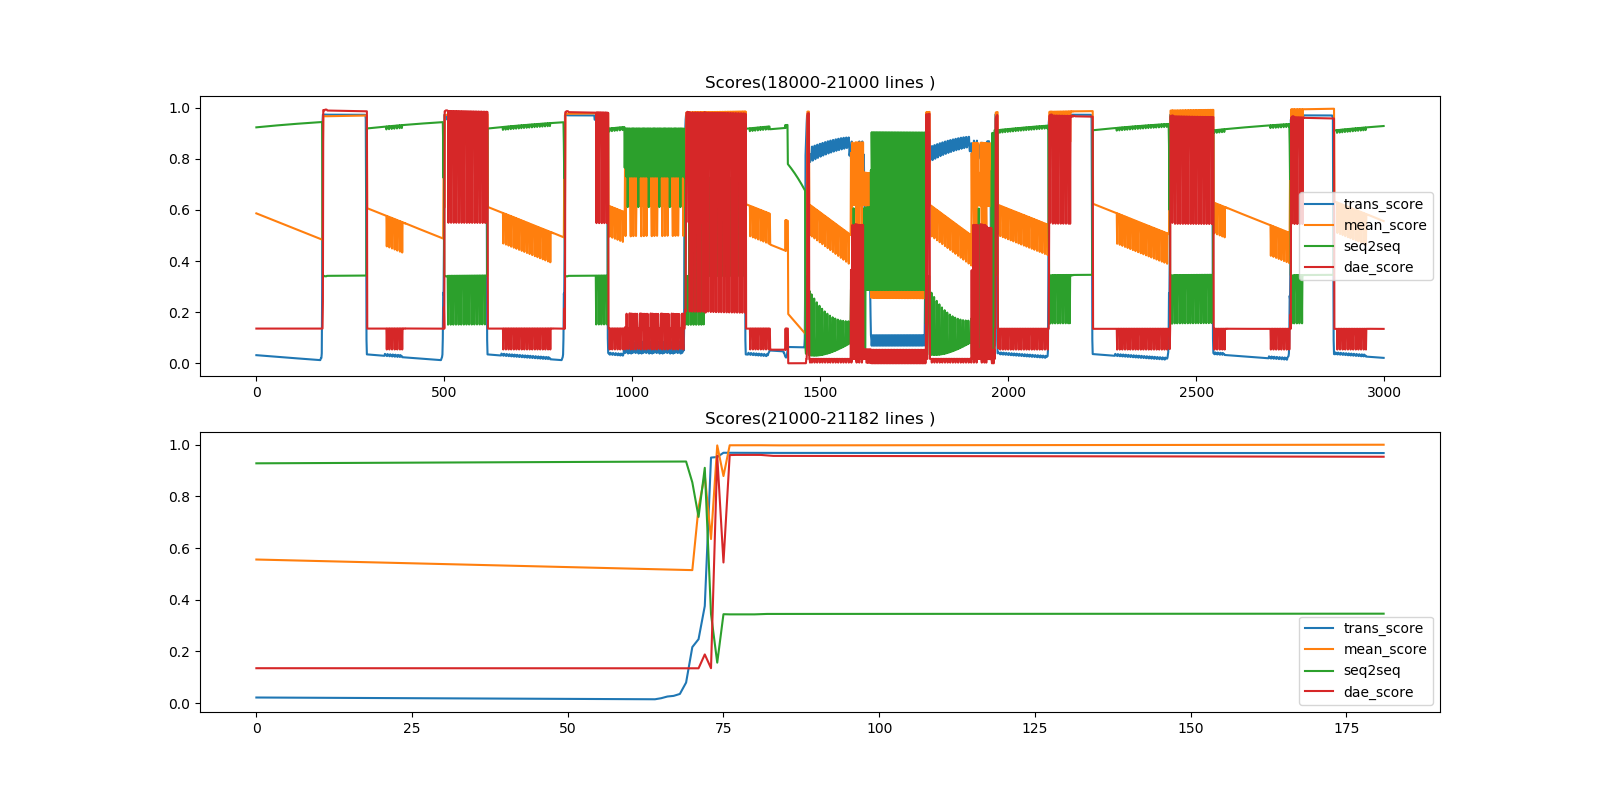 Scores(18000-21000 lines )
1.0
0.8
0.6
0.4
0.2
0.0
trans_score
mean_score
seq2seq
dae_score
0 500 1000 1500 2000 2500 3000
Scores(21000-21182 lines )
1.0
0.8
0.6
0.4
0.2
0.0
trans_score
mean_score
seq2seq
dae_score
0 25 50 75 100 125 150 175